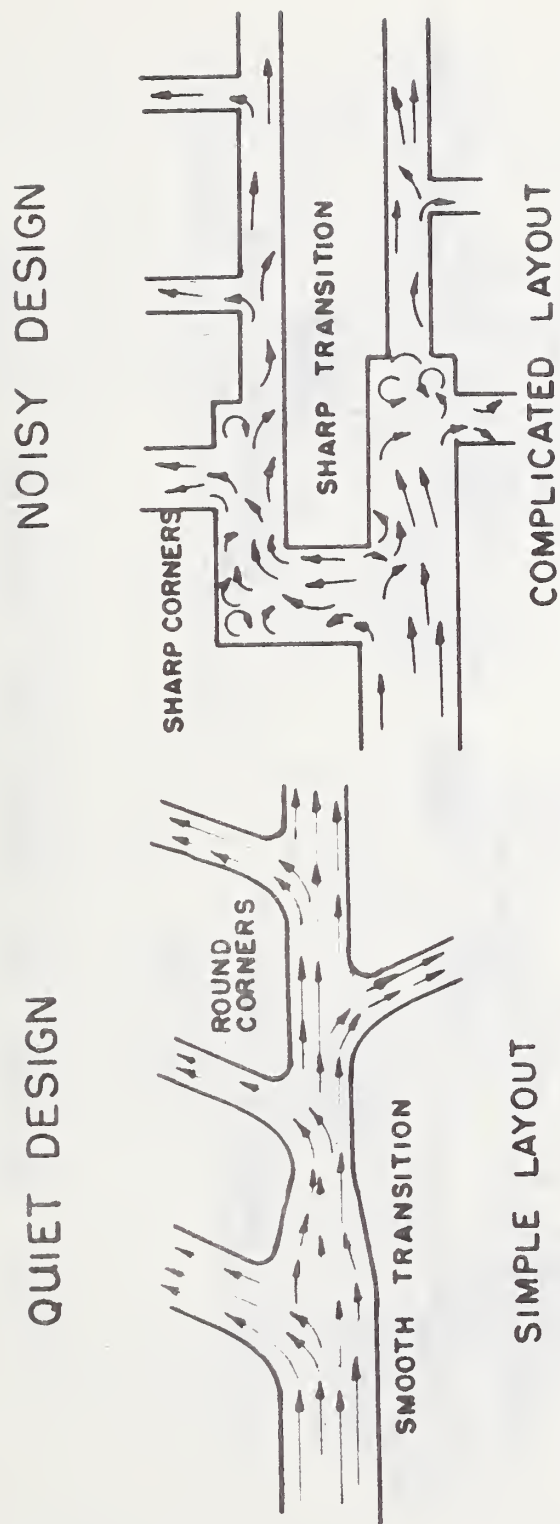 QUIET DESIGN
ROUND
CORNERS
SMOOTH TRANSITION
SIMPLE LAYOUT
NOISY DESIGN
SHARP CORNERS
SHARP TRANSITION
COMPLICATED LAYOUT